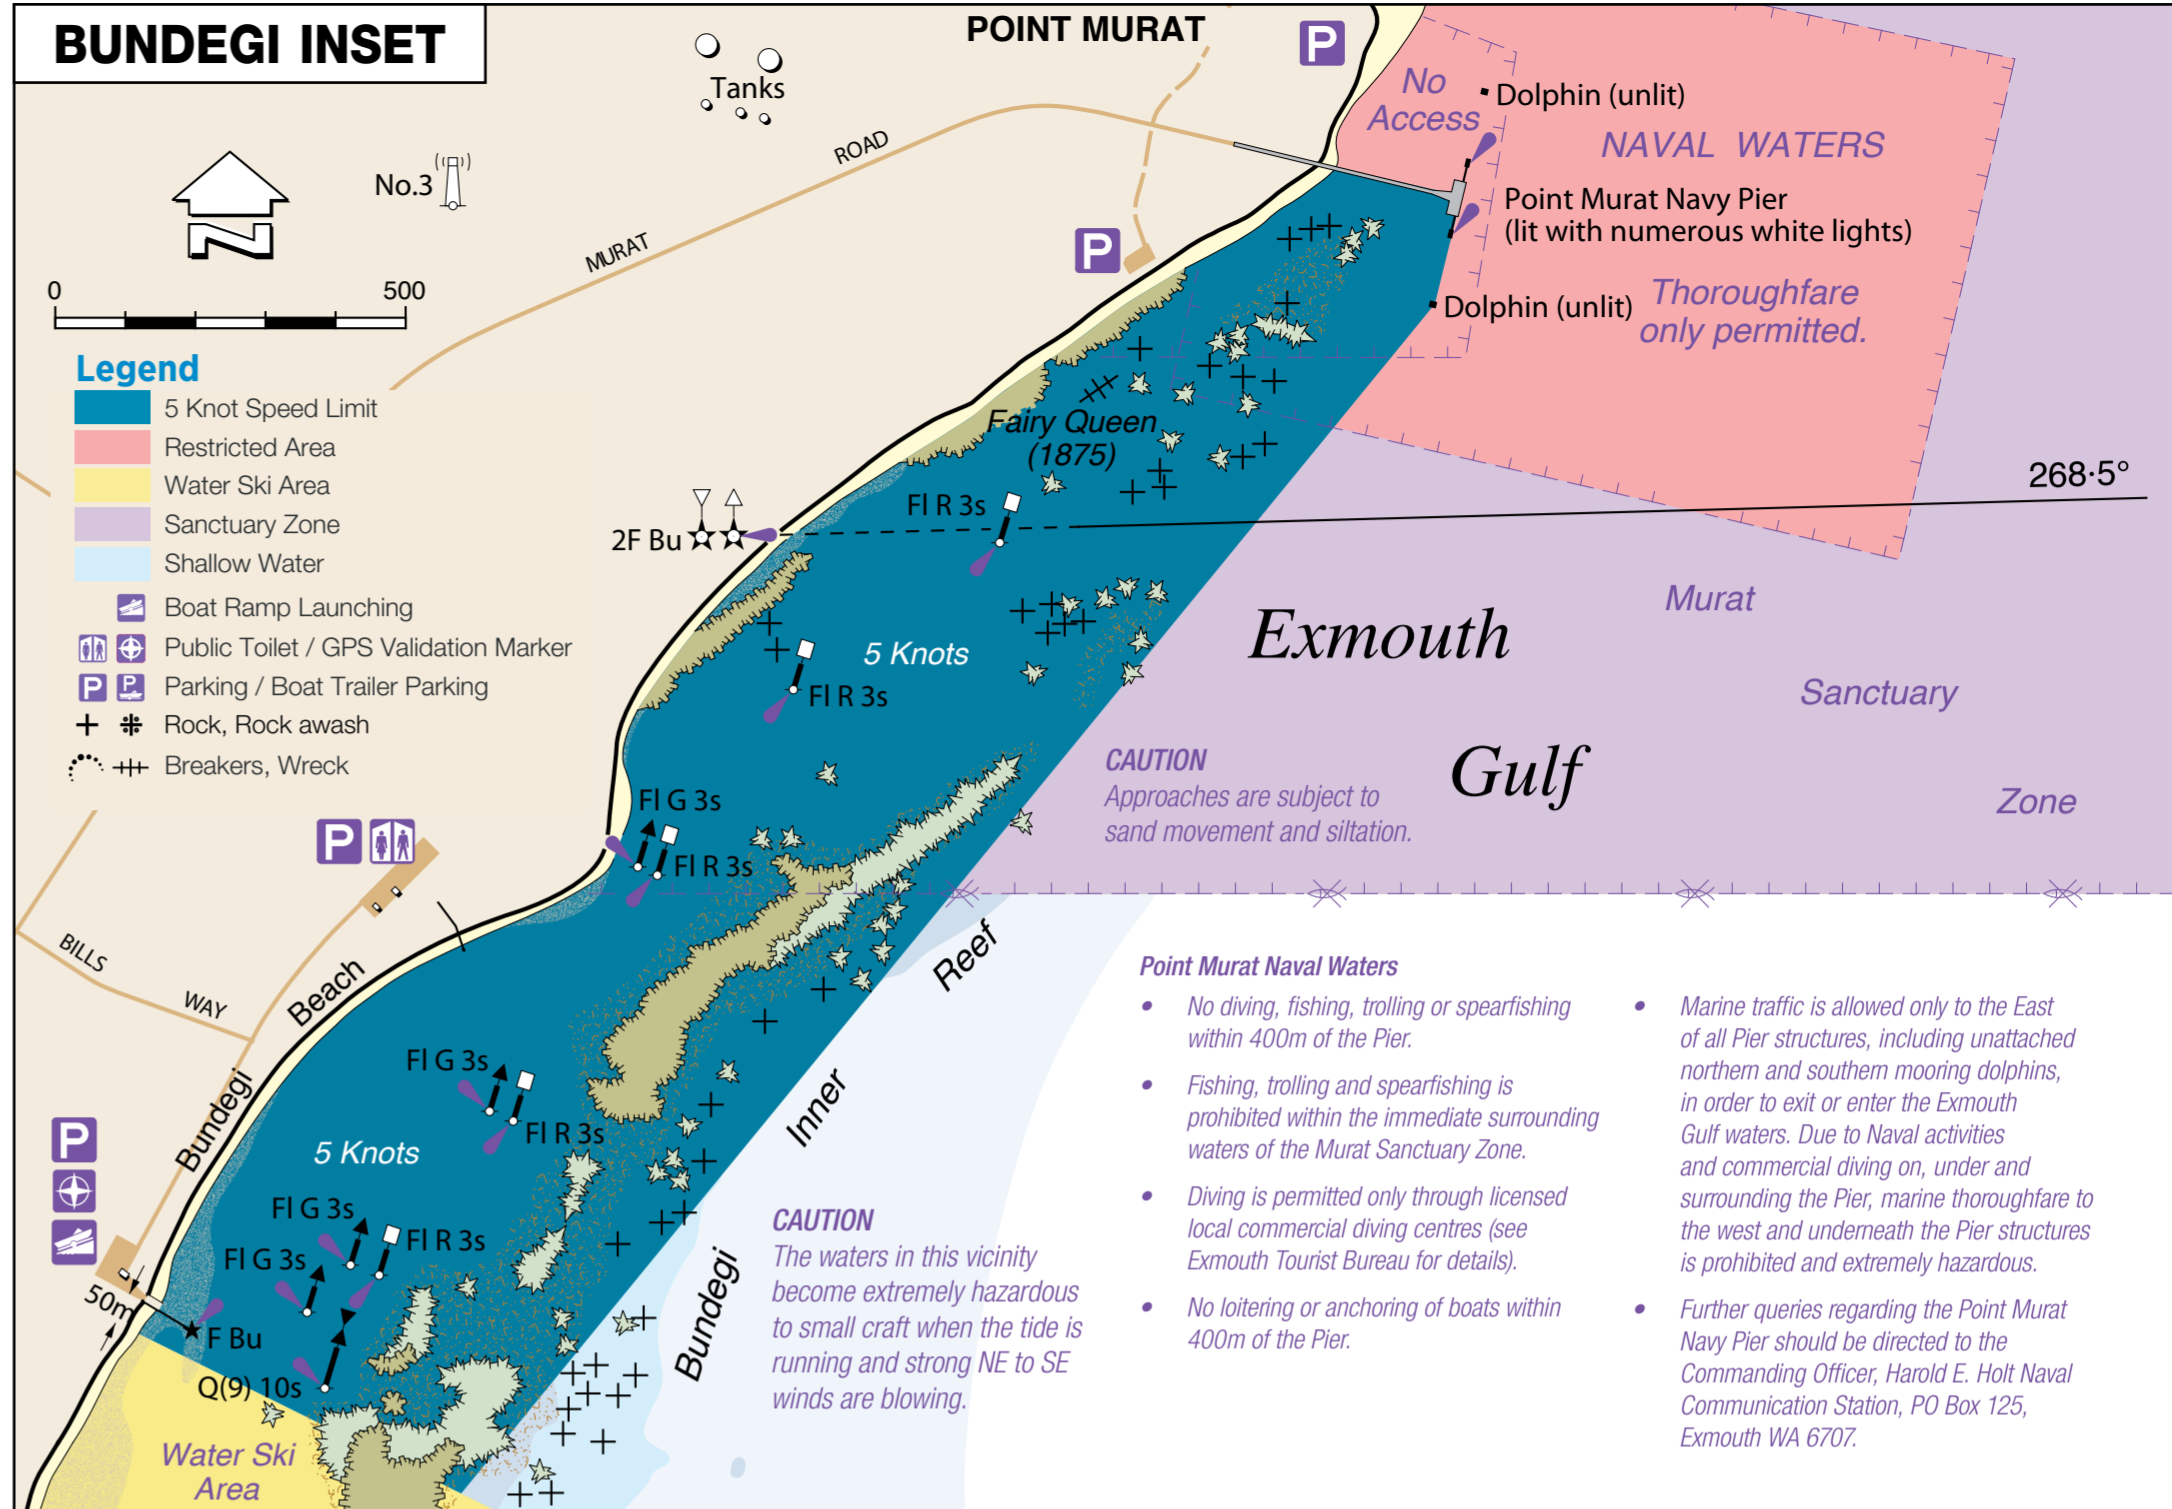 BUNDEGI INSET
POINT MURAT
P
Tanks
No.3
ROAD
MURAT
0
500
No
Access
Dolphin (unlit)
NAVAL WATERS
Point Murat Navy Pier
(lit with numerous white lights)
Dolphin (unlit)
Thoroughfare
only permitted.
P
Legend
5 Knot Speed Limit
Restricted Area
Water Ski Area
Sanctuary Zone
Shallow Water
Boat Ramp Launching
Public Toilet / GPS Validation Marker
P P Parking / Boat Trailer Parking
Rock, Rock awash
Breakers, Wreck
Fairy Queen
(1875)
268·5°
Fl R 3s
2F Bu
5 Knots
Fl R 3s
Exmouth
Gulf
Murat
Sanctuary
Zone
CAUTION
Approaches are subject to
sand movement and siltation.
Fl G 3s
Fl R 3s
P
BILLS
WAY
Bundegi
Beach
Fl G 3s
Fl R 3s
5 Knots
P
Fl G 3s
Fl R 3s
Fl G 3s
50m
F Bu
Q(9) 10s
Water Ski
Area
Bundegi
Inner
Reef
CAUTION
The waters in this vicinity
become extremely hazardous
to small craft when the tide is
running and strong NE to SE
winds are blowing.
Point Murat Naval Waters
• No diving, fishing, trolling or spearfishing
within 400m of the Pier.
• Fishing, trolling and spearfishing is
prohibited within the immediate surrounding
waters of the Murat Sanctuary Zone.
• Diving is permitted only through licensed
local commercial diving centres (see
Exmouth Tourist Bureau for details).
• No loitering or anchoring of boats within
400m of the Pier.
• Marine traffic is allowed only to the East
of all Pier structures, including unattached
northern and southern mooring dolphins,
in order to exit or enter the Exmouth
Gulf waters. Due to Naval activities
and commercial diving on, under and
surrounding the Pier, marine thoroughfare to
the west and underneath the Pier structures
is prohibited and extremely hazardous.
• Further queries regarding the Point Murat
Navy Pier should be directed to the
Commanding Officer, Harold E. Holt Naval
Communication Station, PO Box 125,
Exmouth WA 6707.